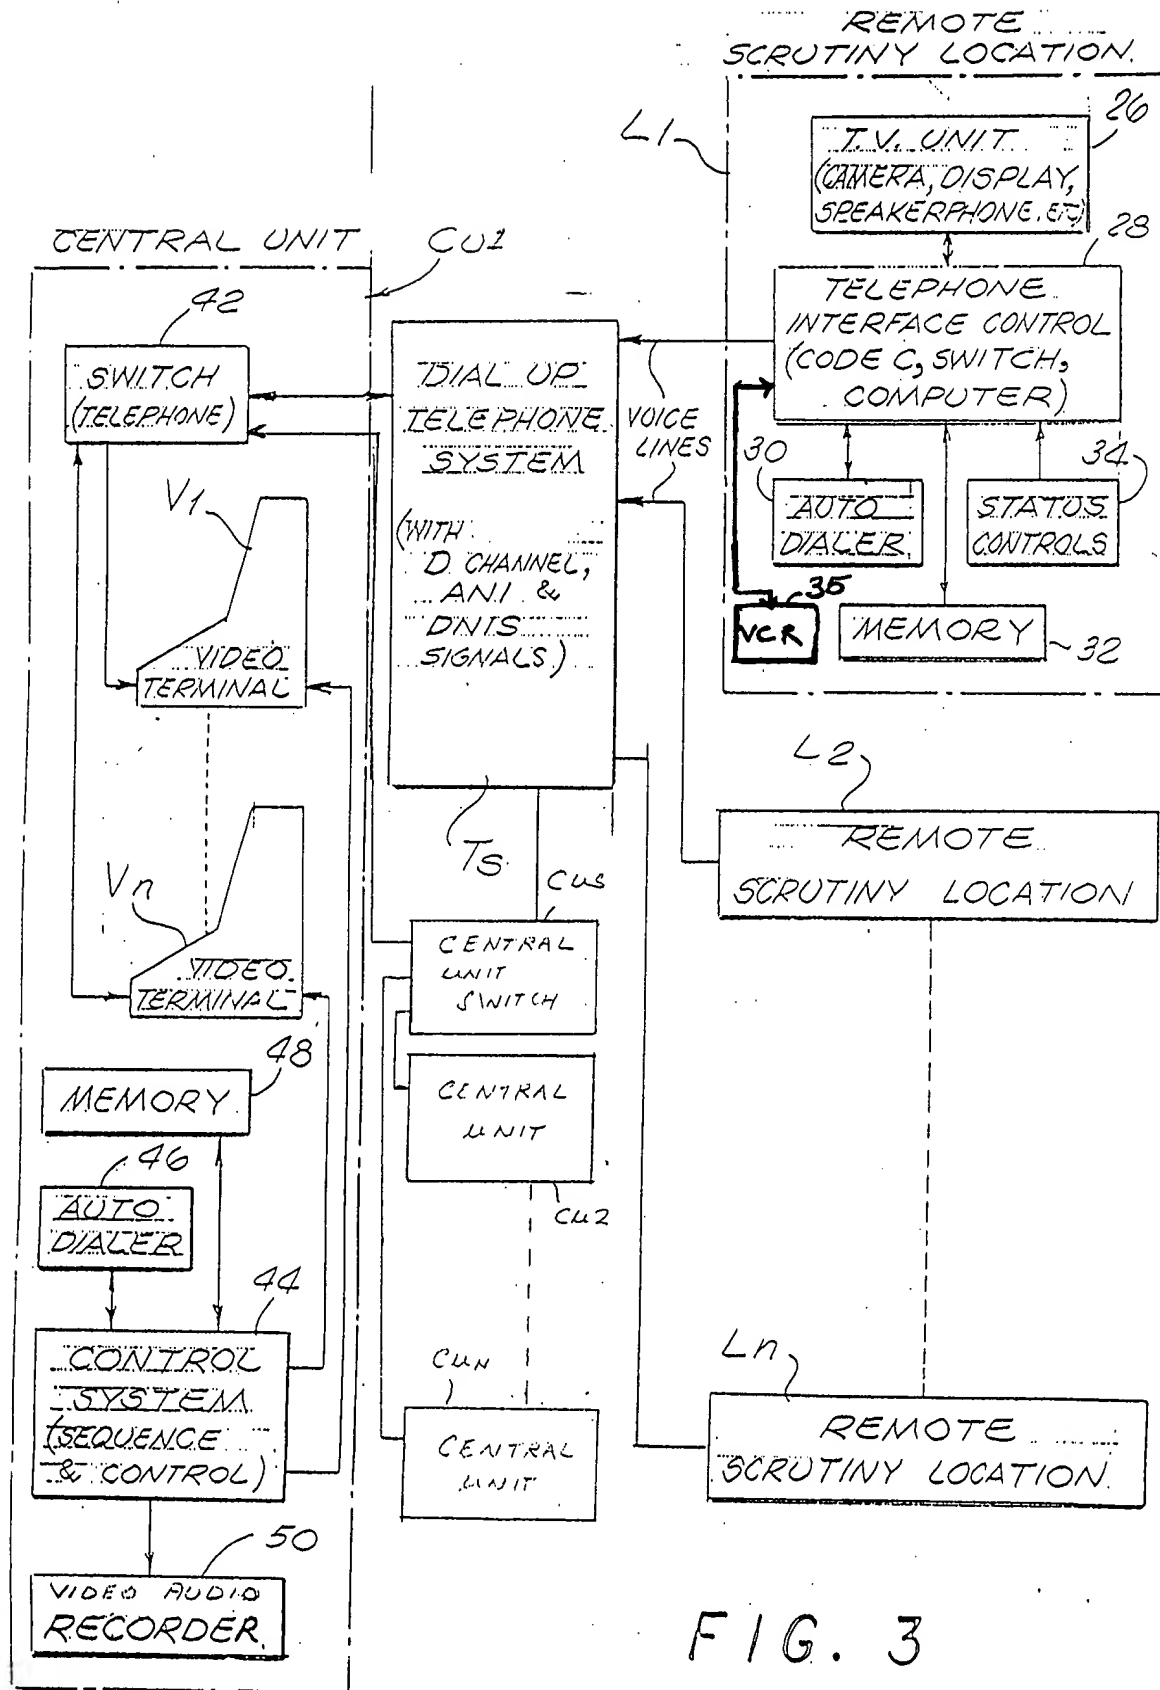 REMOTE
SCRUTINY LOCATION.
L1
26
T.V. UNIT
(CAMERA, DISPLAY,
SPEAKERPHONE. ETC)
28
TELEPHONE
INTERFACE CONTROL
(CODE C, SWITCH,
COMPUTER)
30
AUTO
DIALER
34
STATUS
CONTROLS
35
VCR
MEMORY
32
CENTRAL UNIT
CU1
42
SWITCH
(TELEPHONE)
DIAL UP
TELEPHONE
SYSTEM
(WITH
D CHANNEL,
ANI &
DNIS
SIGNALS)
TS
VOICE
LINES
V1
VIDEO
TERMINAL
Vn
VIDEO
TERMINAL
L2
REMOTE
SCRUTINY LOCATION
CUS
CENTRAL
UNIT
SWITCH
CENTRAL
UNIT
CU2
48
MEMORY
46
AUTO
DIALER
44
CONTROL
SYSTEM
(SEQUENCE
& CONTROL)
CUN
CENTRAL
UNIT
Ln
REMOTE
SCRUTINY LOCATION.
50
VIDEO AUDIO
RECORDER
FIG. 3